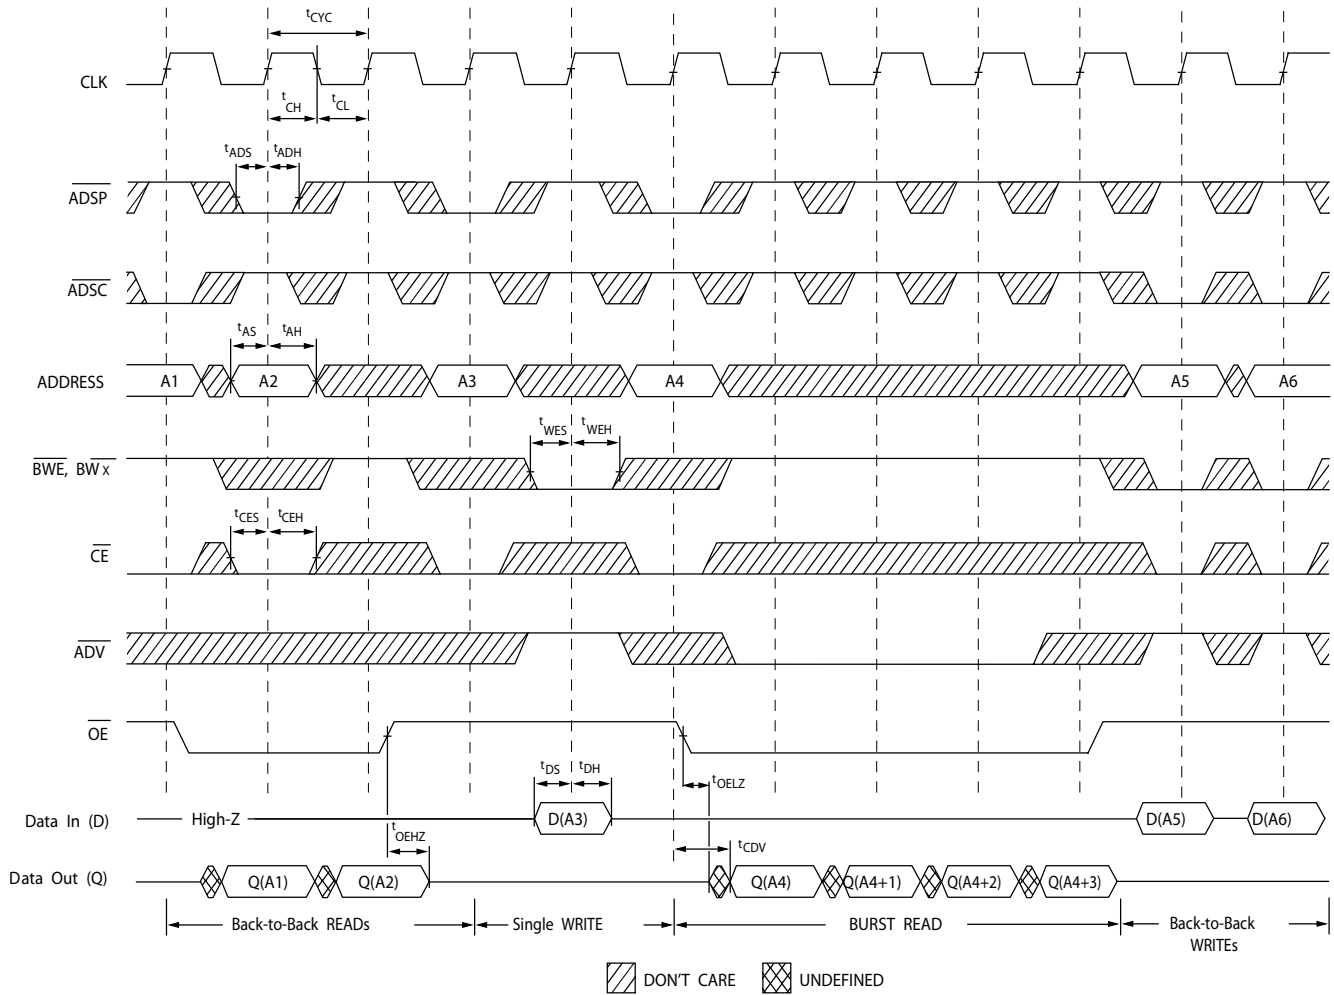 tCYC
CLK
tCH
tCL
tADS
tADH
ADSP
ADSC
tAS
tAH
ADDRESS
A1
A2
A3
A4
A5
A6
tWES
tWEH
BWE, BW x
tCES
tCEH
CE
ADV
OE
tDS
tDH
tOELZ
Data In (D)
High-Z
D(A3)
D(A5)
D(A6)
tOEHZ
tCDV
Data Out (Q)
Q(A1)
Q(A2)
Q(A4)
Q(A4+1)
Q(A4+2)
Q(A4+3)
Back-to-Back READs
Single WRITE
BURST READ
Back-to-Back
WRITEs
DON'T CARE
UNDEFINED